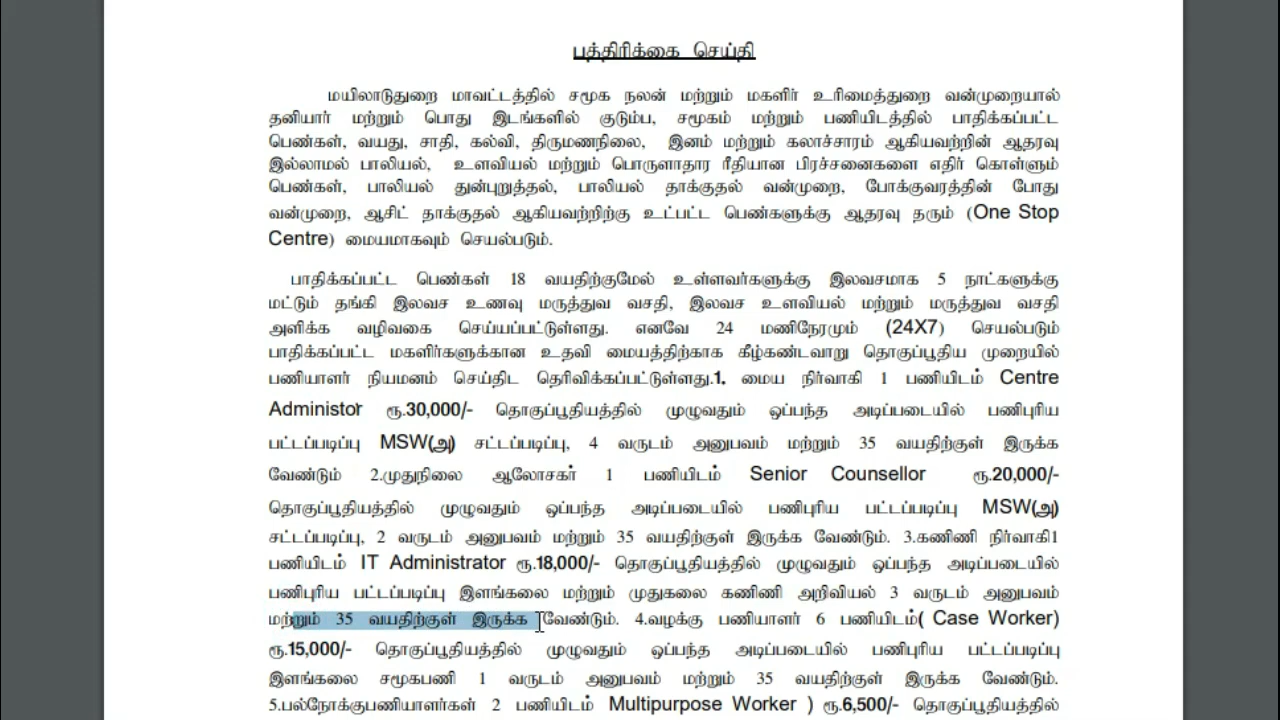 பத்திரிக்கை செய்தி
மயிலாடுதுறை மாவட்டத்தில் சமூக நலன் மற்றும் மகளிர் உரிமைத்துறை வன்முறையால்
தனியார் மற்றும் பொது இடங்களில் குடும்ப, சமூகம் மற்றும் பணியிடத்தில் பாதிக்கப்பட்ட
பெண்கள், வயது, சாதி, கல்வி, திருமணநிலை, இனம் மற்றும் கலாச்சாரம் ஆகியவற்றின் ஆதரவு
இல்லாமல் பாலியல், உளவியல் மற்றும் பொருளாதார ரீதியான பிரச்சனைகளை எதிர் கொள்ளும்
பெண்கள், பாலியல் துன்புறுத்தல், பாலியல் தாக்குதல் வன்முறை, போக்குவரத்தின் போது
வன்முறை, ஆசிட் தாக்குதல் ஆகியவற்றிற்கு உட்பட்ட பெண்களுக்கு ஆதரவு தரும் (One Stop
Centre) மையமாகவும் செயல்படும்.
பாதிக்கப்பட்ட பெண்கள் 18 வயதிற்குமேல் உள்ளவர்களுக்கு இலவசமாக 5 நாட்களுக்கு
மட்டும் தங்கி இலவச உணவு மருத்துவ வசதி, இலவச உளவியல் மற்றும் மருத்துவ வசதி
அளிக்க வழிவகை செய்யப்பட்டுள்ளது. எனவே 24 மணிநேரமும் (24X7) செயல்படும்
பாதிக்கப்பட்ட மகளிர்களுக்கான உதவி மையத்திற்காக கீழ்கண்டவாறு தொகுப்பூதிய முறையில்
பணியாளர் நியமனம் செய்திட தெரிவிக்கப்பட்டுள்ளது.1. மைய நிர்வாகி 1 பணியிடம் Centre
Administor ரூ.30,000/- தொகுப்பூதியத்தில் முழுவதும் ஒப்பந்த அடிப்படையில் பணிபுரிய
பட்டப்படிப்பு MSW(அ) சட்டப்படிப்பு, 4 வருடம் அனுபவம் மற்றும் 35 வயதிற்குள் இருக்க
வேண்டும் 2.முதுநிலை ஆலோசகர் 1 பணியிடம் Senior Counsellor ரூ.20,000/-
தொகுப்பூதியத்தில் முழுவதும் ஒப்பந்த அடிப்படையில் பணிபுரிய பட்டப்படிப்பு MSW(அ)
சட்டப்படிப்பு, 2 வருடம் அனுபவம் மற்றும் 35 வயதிற்குள் இருக்க வேண்டும். 3.கணிணி நிர்வாகி1
பணியிடம் IT Administrator ரூ.18,000/- தொகுப்பூதியத்தில் முழுவதும் ஒப்பந்த அடிப்படையில்
பணிபுரிய பட்டப்படிப்பு இளங்கலை மற்றும் முதுகலை கணிணி அறிவியல் 3 வருடம் அனுபவம்
மற்றும் 35 வயதிற்குள் இருக்க வேண்டும். 4.வழக்கு பணியாளர் 6 பணியிடம்( Case Worker)
ரூ.15,000/- தொகுப்பூதியத்தில் முழுவதும் ஒப்பந்த அடிப்படையில் பணிபுரிய பட்டப்படிப்பு
இளங்கலை சமூகபணி 1 வருடம் அனுபவம் மற்றும் 35 வயதிற்குள் இருக்க வேண்டும்.
5.பல்நோக்குபணியாளர்கள் 2 பணியிடம் Multipurpose Worker ) ரூ.6,500/- தொகுப்பூதியத்தில்